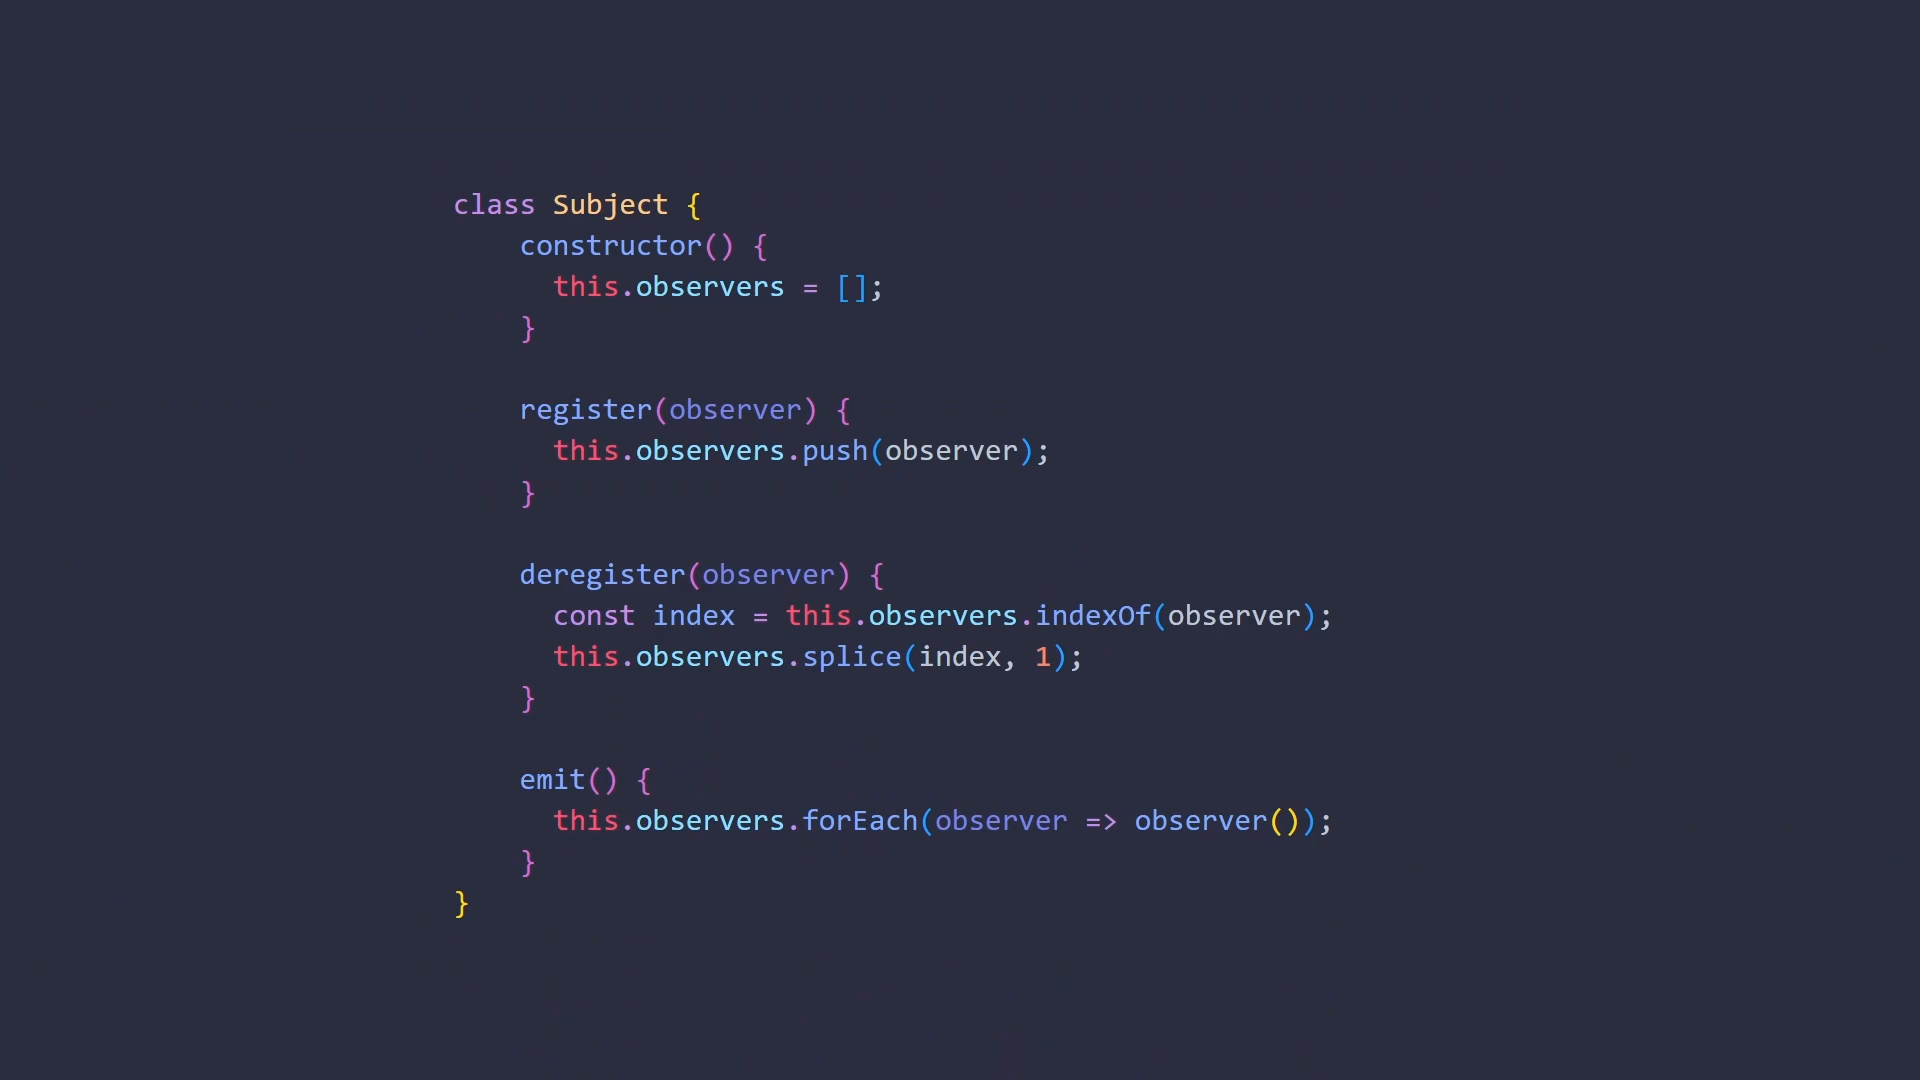 class Subject {
    constructor() {
      this.observers = [];
    }

    register(observer) {
      this.observers.push(observer);
    }

    deregister(observer) {
      const index = this.observers.indexOf(observer);
      this.observers.splice(index, 1);
    }

    emit() {
      this.observers.forEach(observer => observer());
    }
}